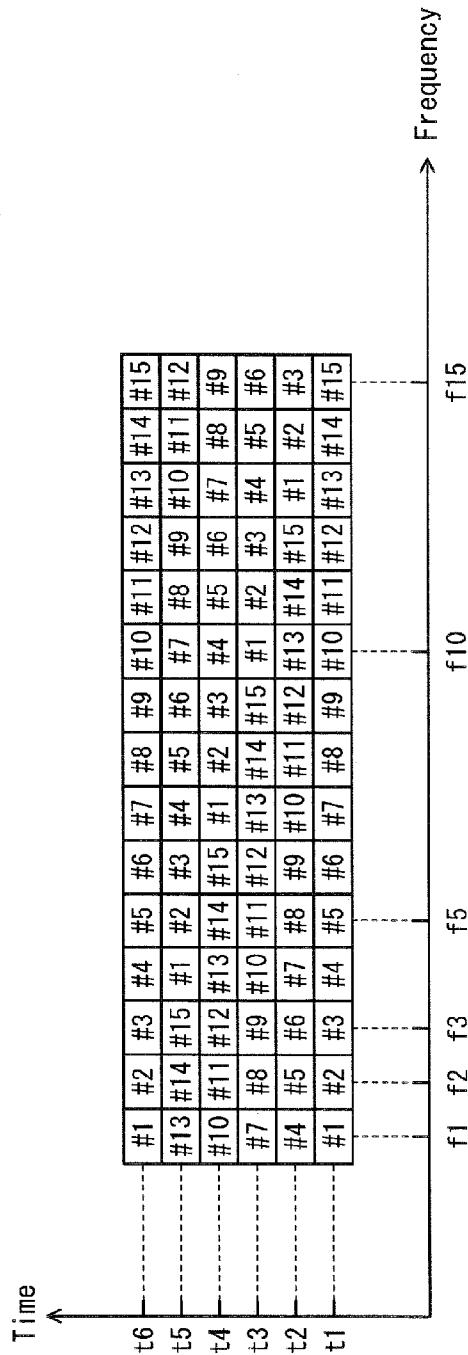 Time
t6 #1 #2 #3 #4 #5 #6 #7 #8 #9 #10 #11 #12 #13 #14 #15
t5 #13 #14 #15 #1 #2 #3 #4 #5 #6 #7 #8 #9 #10 #11 #12
t4 #10 #11 #12 #13 #14 #15 #1 #2 #3 #4 #5 #6 #7 #8 #9
t3 #7 #8 #9 #10 #11 #12 #13 #14 #15 #1 #2 #3 #4 #5 #6
t2 #4 #5 #6 #7 #8 #9 #10 #11 #12 #13 #14 #15 #1 #2 #3
t1 #1 #2 #3 #4 #5 #6 #7 #8 #9 #10 #11 #12 #13 #14 #15
Frequency
f1 f2 f3 f5 f10 f15